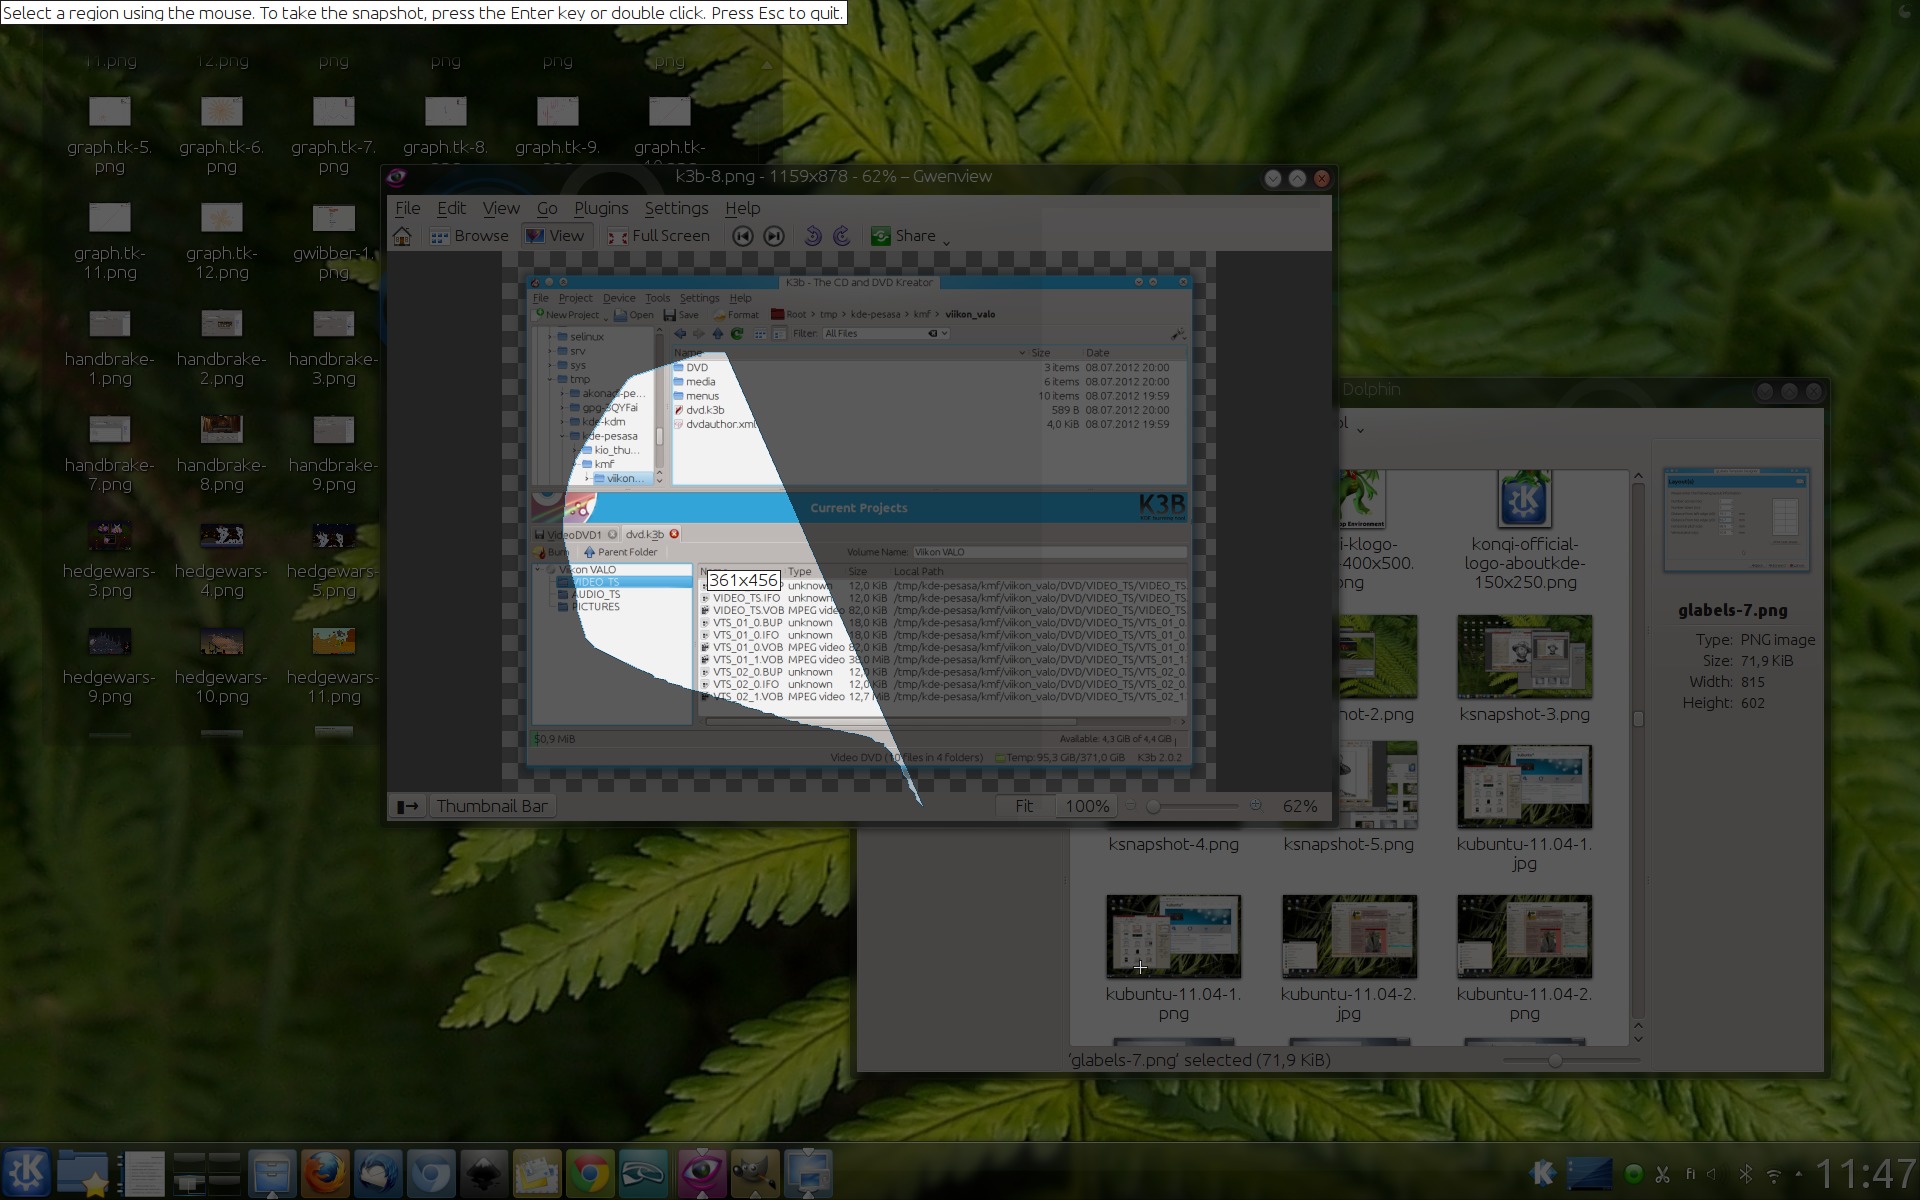 Select a region using the mouse. To take the snapshot, press the Enter key or double click. Press Esc to quit.
11.png 12.png png png png png
graph.tk-5. graph.tk-6. graph.tk-7. graph.tk-8. graph.tk-9. graph.tk-
png png png
graph.tk- graph.tk- gwibber-1.
11.png 12.png png
handbrake- handbrake- handbrake-
1.png 2.png 3.png
handbrake- handbrake- handbrake-
7.png 8.png 9.png
hedgewars- hedgewars- hedgewars-
3.png 4.png 5.png
hedgewars- hedgewars- hedgewars-
9.png 10.png 11.png
k3b-8.png - 1159x878 - 62% – Gwenview
File Edit View Go Plugins Settings Help
Browse View Full Screen Share
K3b - The CD and DVD Kreator
File Project Device Tools Settings Help
New Project Open Save Format Root tmp kde-pesasa kmf viikon_valo
Filter: All Files
selinux
srv
sys
tmp
akonadi-pe...
gpg-3QYFai
kde-kdm
kde-pesasa
kio_thu...
kmf
viikon...
Name Size Date
DVD 3 items 08.07.2012 20:00
media 6 items 08.07.2012 20:00
menus 10 items 08.07.2012 19:59
dvd.k3b 589 B 08.07.2012 20:00
dvdauthor.xml 4,0 KiB 08.07.2012 19:59
Current Projects K3B
VideoDVD1 dvd.k3b
Burn Parent Folder Volume Name: Viikon VALO
Viikon VALO
VIDEO_TS
AUDIO_TS
PICTURES
Type Size Local Path
361x456
unknown 12,0 KiB /tmp/kde-pesasa/kmf/viikon_valo/DVD/VIDEO_TS/VIDEO_TS.
VIDEO_TS.IFO unknown 12,0 KiB /tmp/kde-pesasa/kmf/viikon_valo/DVD/VIDEO_TS/VIDEO_TS.
VIDEO_TS.VOB MPEG video 82,0 KiB /tmp/kde-pesasa/kmf/viikon_valo/DVD/VIDEO_TS/VIDEO_TS.
VTS_01_0.BUP unknown 18,0 KiB /tmp/kde-pesasa/kmf/viikon_valo/DVD/VIDEO_TS/VTS_01_0.
VTS_01_0.IFO unknown 18,0 KiB /tmp/kde-pesasa/kmf/viikon_valo/DVD/VIDEO_TS/VTS_01_0.
VTS_01_0.VOB MPEG video 82,0 KiB /tmp/kde-pesasa/kmf/viikon_valo/DVD/VIDEO_TS/VTS_01_0.
VTS_01_1.VOB MPEG video MiB /tmp/kde-pesasa/kmf/viikon_valo/DVD/VIDEO_TS/VTS_01_1.
VTS_02_0.BUP unknown 12,0 KiB /tmp/kde-pesasa/kmf/viikon_valo/DVD/VIDEO_TS/VTS_02_0.
VTS_02_0.IFO unknown 12,0 KiB /tmp/kde-pesasa/kmf/viikon_valo/DVD/VIDEO_TS/VTS_02_0.
VTS_02_1.VOB MPEG video 12,7 MiB /tmp/kde-pesasa/kmf/viikon_valo/DVD/VIDEO_TS/VTS_02_1.
50,9 MiB Available: 4,3 GiB of 4,4 GiB
Video DVD (10 files in 4 folders) Temp: 95,3 GiB/371,0 GiB K3b 2.0.2
Thumbnail Bar Fit 100% 62%
Dolphin
i-klogo- konqi-official-
-400x500. logo-aboutkde-
png 150x250.png
hot-2.png ksnapshot-3.png
ksnapshot-4.png ksnapshot-5.png kubuntu-11.04-1.
jpg
kubuntu-11.04-1. kubuntu-11.04-2. kubuntu-11.04-2.
png jpg png
'glabels-7.png' selected (71,9 KiB)
glabels-7.png
Type: PNG image
Size: 71,9 KiB
Width: 815
Height: 602
Fi 11:47